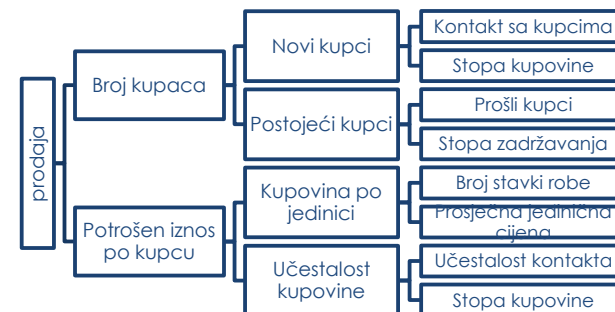 prodaja
Broj kupaca
Novi kupci
Kontakt sa kupcima
Stopa kupovine
Postojeći kupci
Prošli kupci
Stopa zadržavanja
Potrošen iznos
po kupcu
Kupovina po
jedinici
Broj stavki robe
Prosječna jedinična
cijena
Učestalost
kupovine
Učestalost kontakta
Stopa kupovine